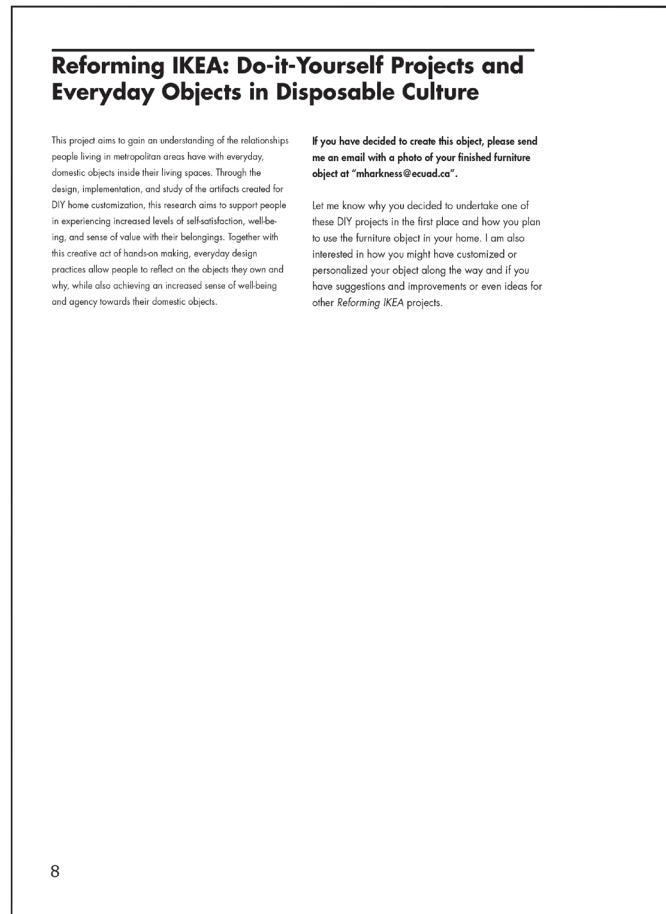 Reforming IKEA: Do-it-Yourself Projects and
Everyday Objects in Disposable Culture
This project aims to gain an understanding of the relationships
people living in metropolitan areas have with everyday,
domestic objects inside their living spaces. Through the
design, implementation, and study of the artifacts created for
DIY home customization, this research aims to support people
in experiencing increased levels of self-satisfaction, well-be-
ing, and sense of value with their belongings. Together with
this creative act of hands-on making, everyday design
practices allow people to reflect on the objects they own and
why, while also achieving an increased sense of well-being
and agency towards their domestic objects.
If you have decided to create this object, please send
me an email with a photo of your finished furniture
object at “mharkness@ecuad.ca”.
Let me know why you decided to undertake one of
these DIY projects in the first place and how you plan
to use the furniture object in your home. I am also
interested in how you might have customized or
personalized your object along the way and if you
have suggestions and improvements or even ideas for
other Reforming IKEA projects.
8